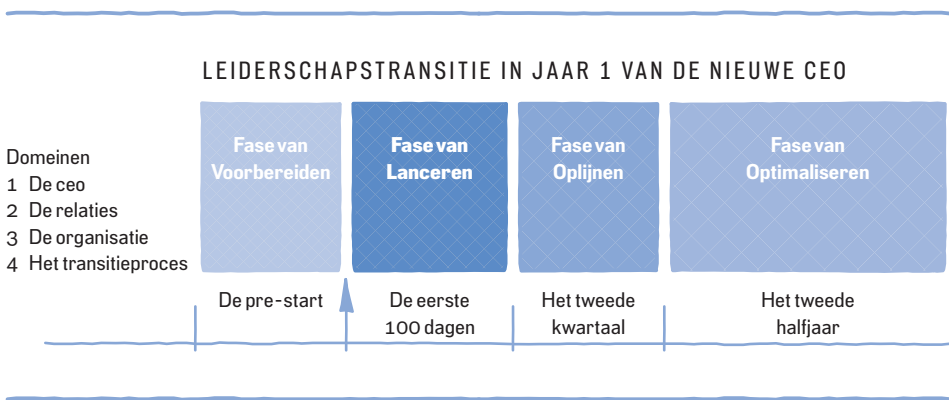 LEIDERSCHAPSTRANSITIE IN JAAR 1 VAN DE NIEUWE CEO
Domeinen
1 De ceo
2 De relaties
3 De organisatie
4 Het transitieproces
Fase van
Voorbereiden
Fase van
Lanceren
Fase van
Oplijnen
Fase van
Optimaliseren
De pre-start
De eerste
100 dagen
Het tweede
kwartaal
Het tweede
halfjaar